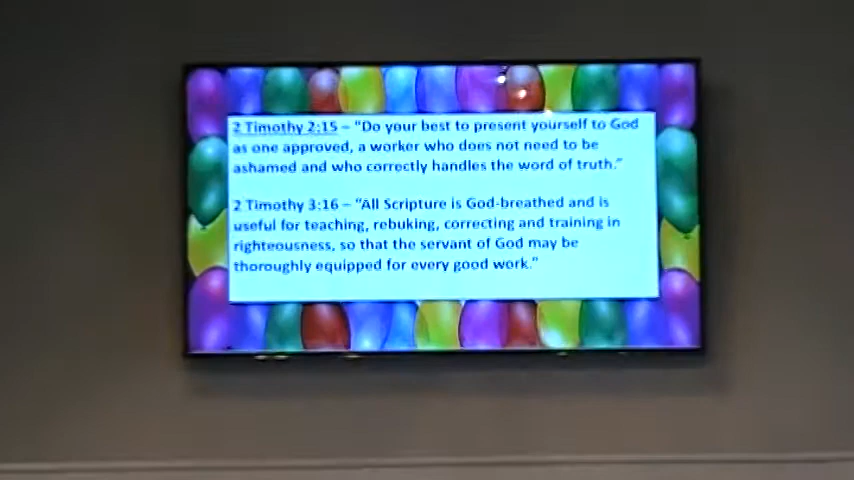 2 Timothy 2:15 – “Do your best to present yourself to God
as one approved, a worker who does not need to be
ashamed and who correctly handles the word of truth.”
2 Timothy 3:16 – “All Scripture is God-breathed and is
useful for teaching, rebuking, correcting and training in
righteousness, so that the servant of God may be
thoroughly equipped for every good work.”